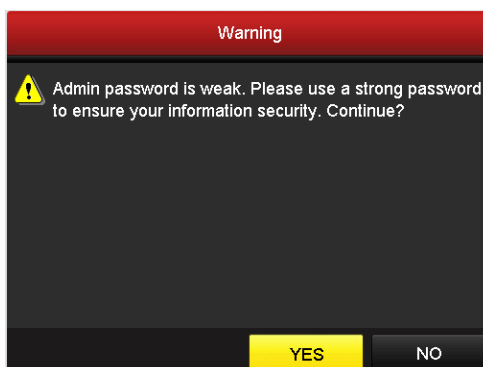 Warning
Admin password is weak. Please use a strong password
to ensure your information security. Continue?
YES
NO